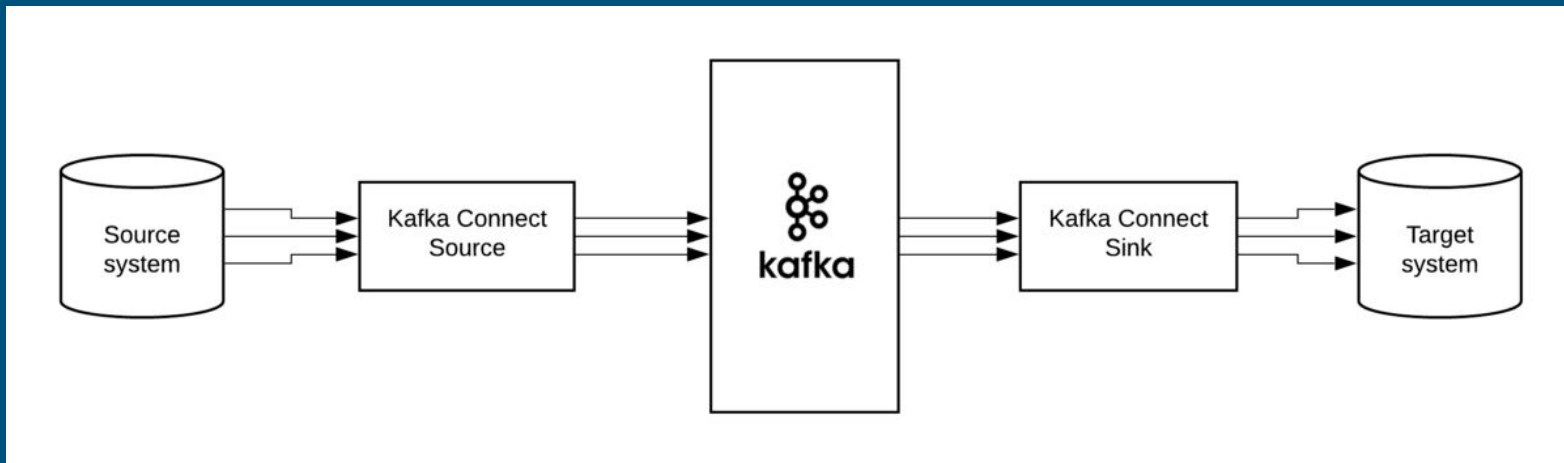 Source
system
Kafka Connect
Source
kafka
Kafka Connect
Sink
Target
system